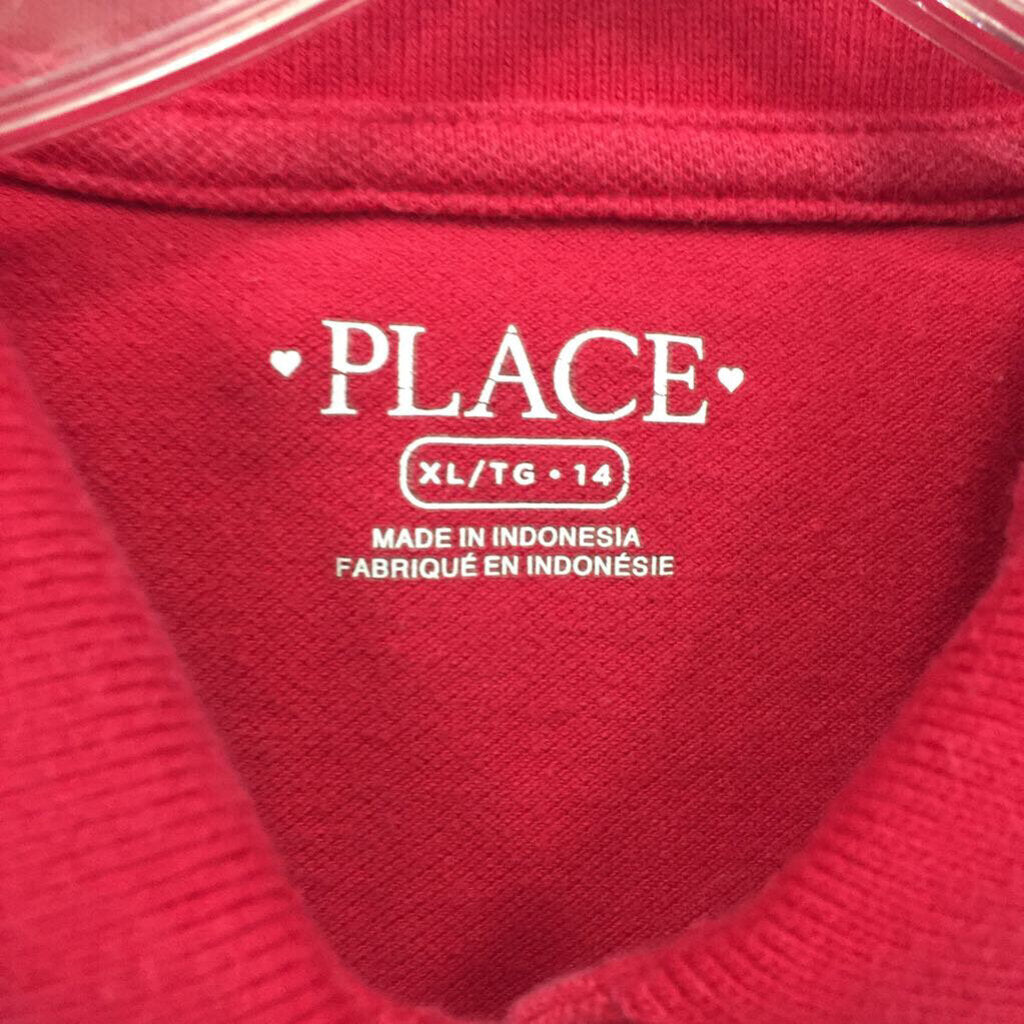 ♥ PLACE ♥
XL/TG • 14
MADE IN INDONESIA
FABRIQUÉ EN INDONÉSIE